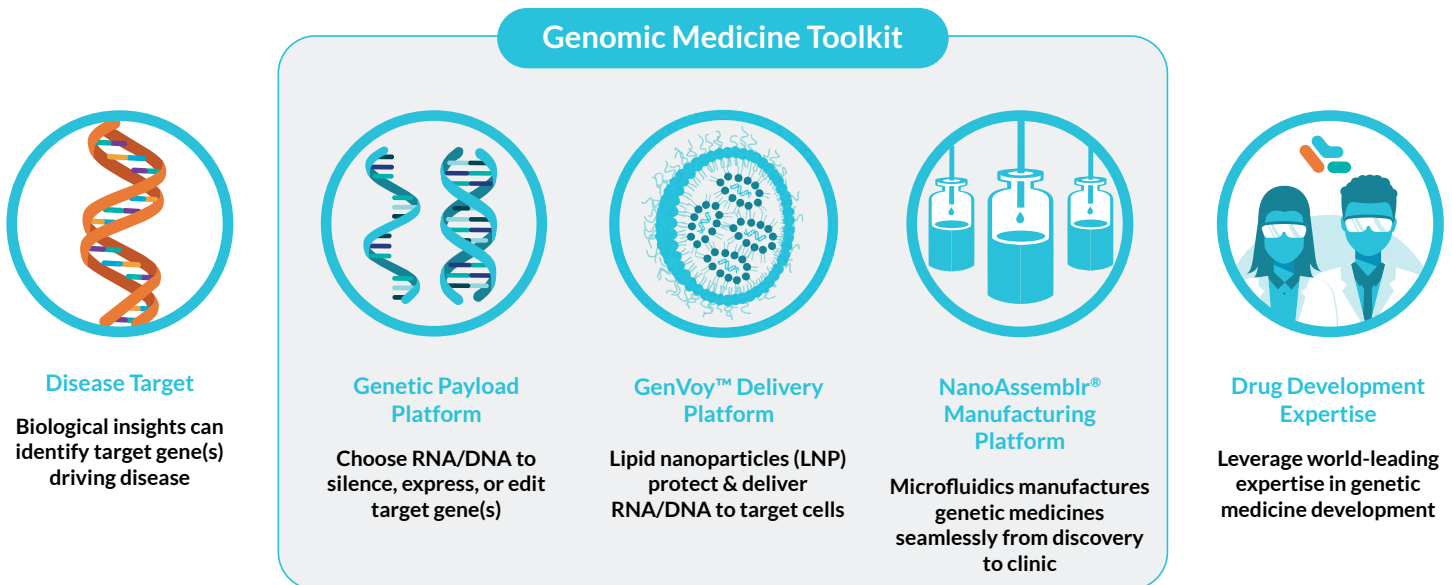 Genomic Medicine Toolkit
Disease Target
Biological insights can
identify target gene(s)
driving disease
Genetic Payload
Platform
Choose RNA/DNA to
silence, express, or edit
target gene(s)
GenVoy™ Delivery
Platform
Lipid nanoparticles (LNP)
protect & deliver
RNA/DNA to target cells
NanoAssemblr®
Manufacturing
Platform
Microfluidics manufactures
genetic medicines
seamlessly from discovery
to clinic
Drug Development
Expertise
Leverage world-leading
expertise in genetic
medicine development